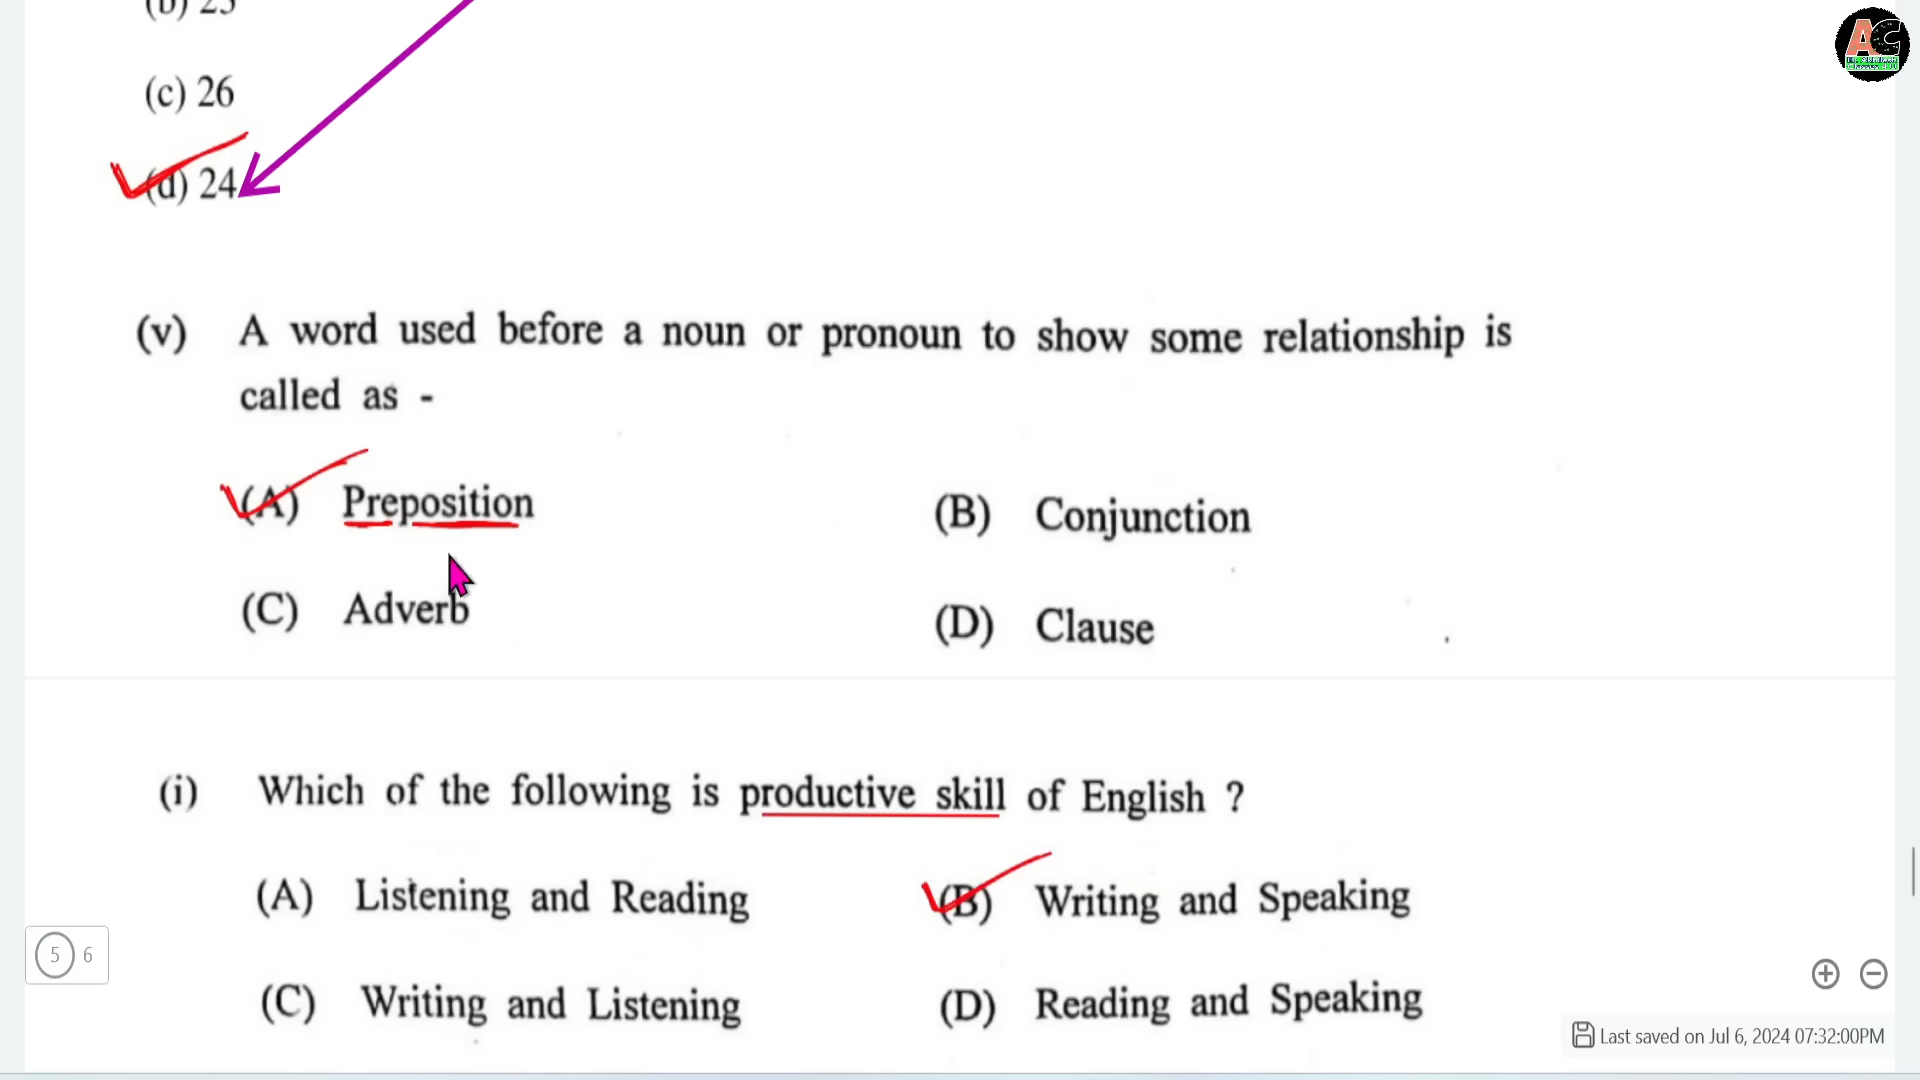 (b) 25
(c) 26
(d) 24
(v) A word used before a noun or pronoun to show some relationship is
called as -
(A) Preposition
(B) Conjunction
(C) Adverb
(D) Clause
(i) Which of the following is productive skill of English ?
(A) Listening and Reading
(B) Writing and Speaking
(C) Writing and Listening
(D) Reading and Speaking
5 6
Last saved on Jul 6, 2024 07:32:00PM
AC